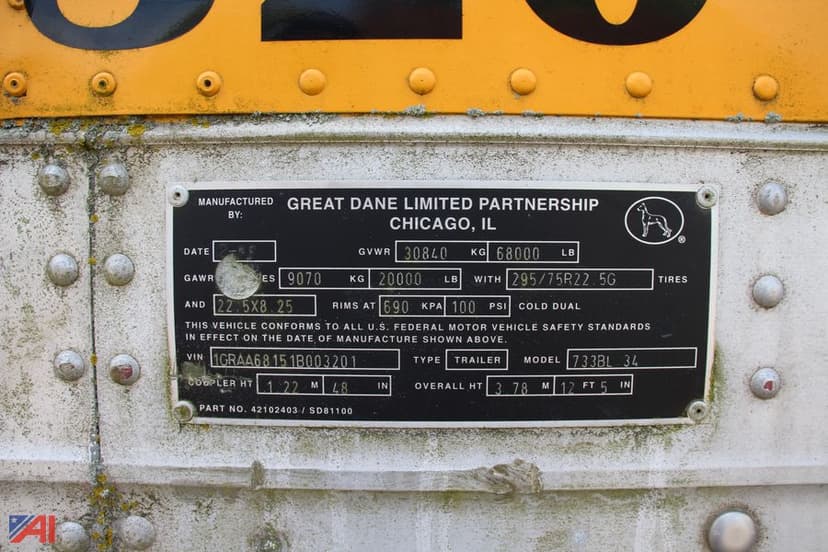 MANUFACTURED BY: GREAT DANE LIMITED PARTNERSHIP
CHICAGO, IL
®
DATE GVWR 30840 KG 68000 LB
GAWR ES 9070 KG 20000 LB WITH 295/75R22.5G TIRES
AND 22.5X8.25 RIMS AT 690 KPA 100 PSI COLD DUAL
THIS VEHICLE CONFORMS TO ALL U.S. FEDERAL MOTOR VEHICLE SAFETY STANDARDS
IN EFFECT ON THE DATE OF MANUFACTURE SHOWN ABOVE.
VIN 1GRAA68151B003201 TYPE TRAILER MODEL 733BL 34
COUPLER HT 1.22 M 48 IN OVERALL HT 3.78 M 12 FT 5 IN
PART NO. 42102403 / SD81100
AI